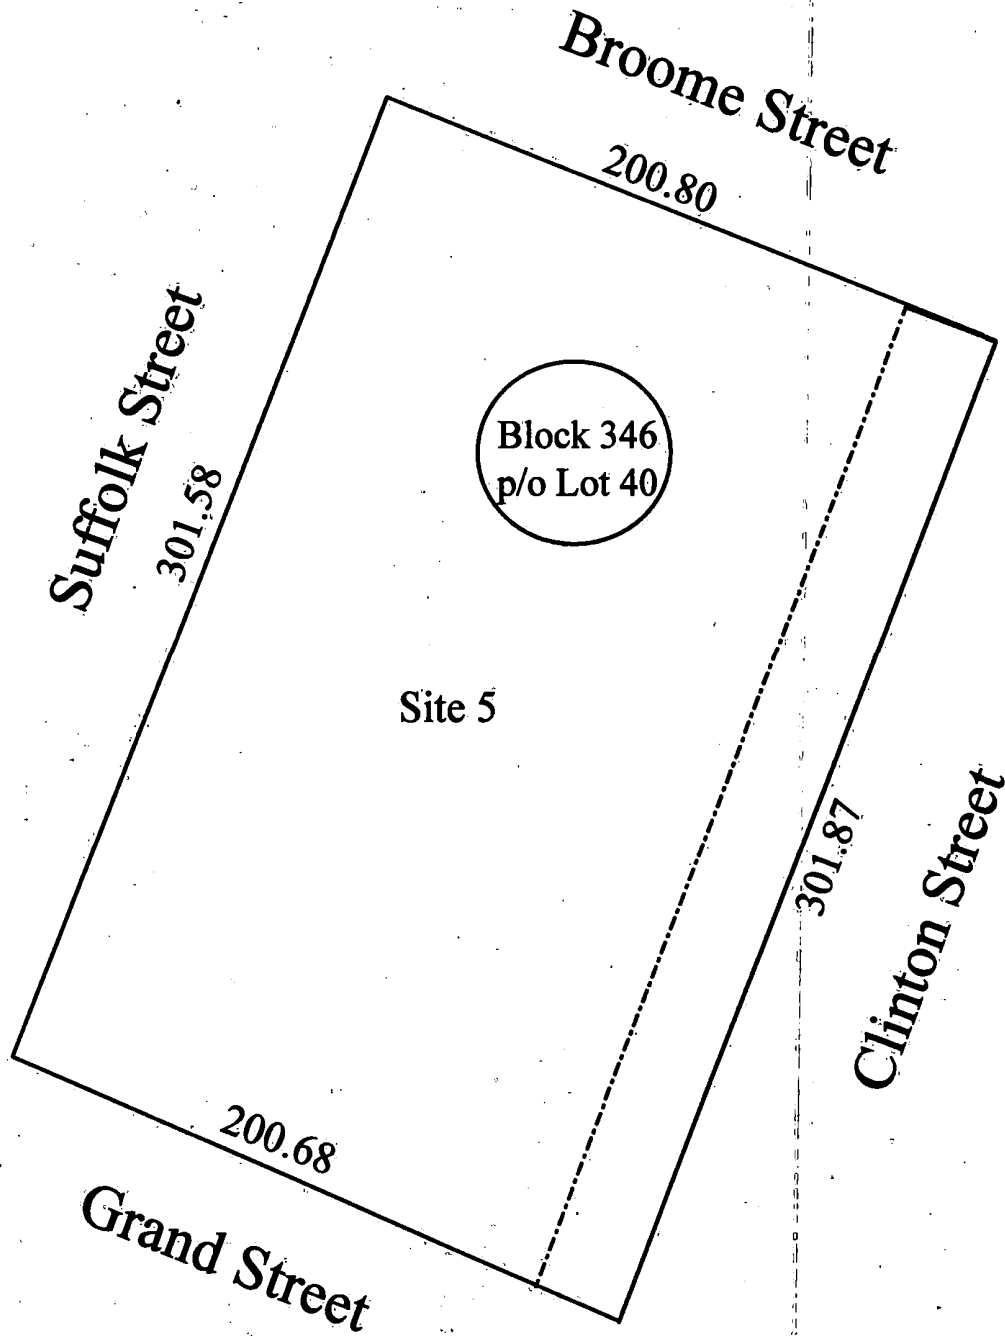 Broome Street
200.80
Suffolk Street
301.58
Block 346
p/o Lot 40
Site 5
301.87
Clinton Street
200.68
Grand Street